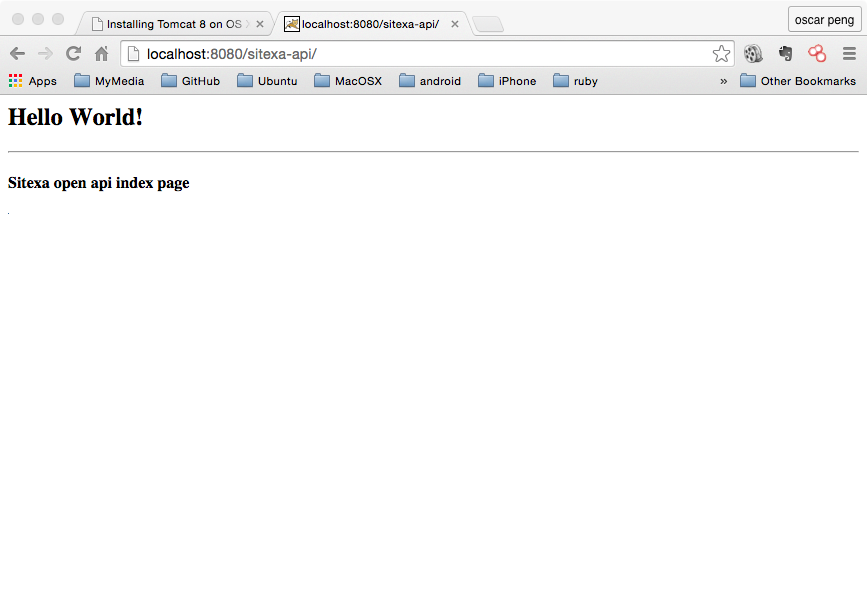 Installing Tomcat 8 on OS
localhost:8080/sitexa-api/
oscar peng
localhost:8080/sitexa-api/
Apps MyMedia GitHub Ubuntu MacOSX android iPhone ruby » Other Bookmarks
Hello World!
Sitexa open api index page
.